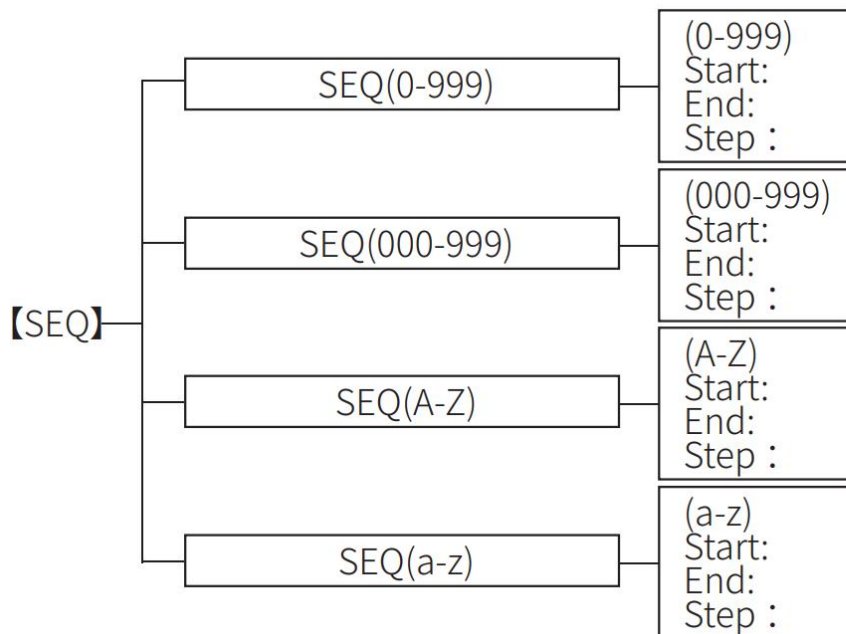 【SEQ】
SEQ(0-999)
(0-999)
Start:
End:
Step：
SEQ(000-999)
(000-999)
Start:
End:
Step：
SEQ(A-Z)
(A-Z)
Start:
End:
Step：
SEQ(a-z)
(a-z)
Start:
End:
Step：